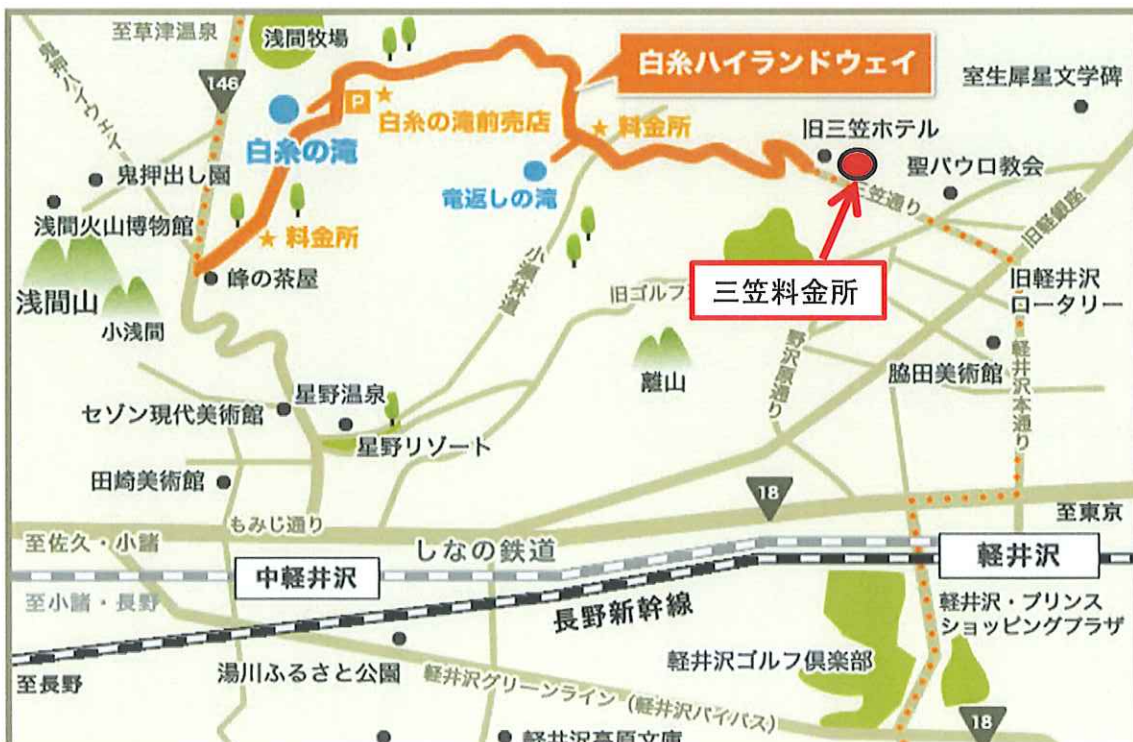 至草津温泉
浅間牧場
鬼押ハイウェイ
146
白糸ハイランドウェイ
室生犀星文学碑
P
白糸の滝前売店
料金所
旧三笠ホテル
白糸の滝
聖パウロ教会
鬼押出し園
竜返しの滝
三笠通り
旧軽銀座
浅間火山博物館
料金所
小瀬林道
峰の茶屋
旧ゴルフ
三笠料金所
旧軽井沢
ロータリー
浅間山
小浅間
離山
野沢原通り
脇田美術館
軽井沢本通り
セゾン現代美術館
星野温泉
星野リゾート
田崎美術館
18
もみじ通り
至東京
至佐久・小諸
しなの鉄道
中軽井沢
軽井沢
至小諸・長野
長野新幹線
軽井沢・プリンス
ショッピングプラザ
至長野
湯川ふるさと公園
軽井沢ゴルフ倶楽部
軽井沢グリーンライン(軽井沢バイパス)
18
軽井沢高原文庫